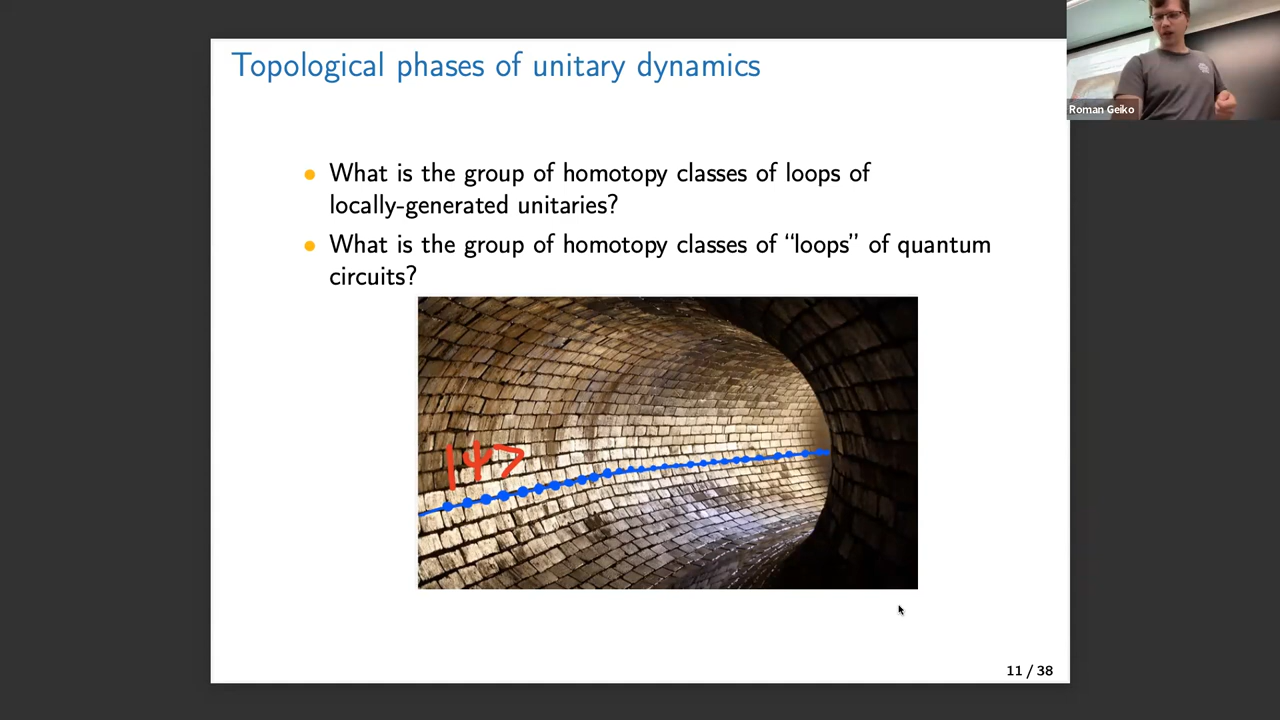 Topological phases of unitary dynamics
Roman Geiko
What is the group of homotopy classes of loops of
locally-generated unitaries?
What is the group of homotopy classes of “loops” of quantum
circuits?
|Ψ>
11 / 38